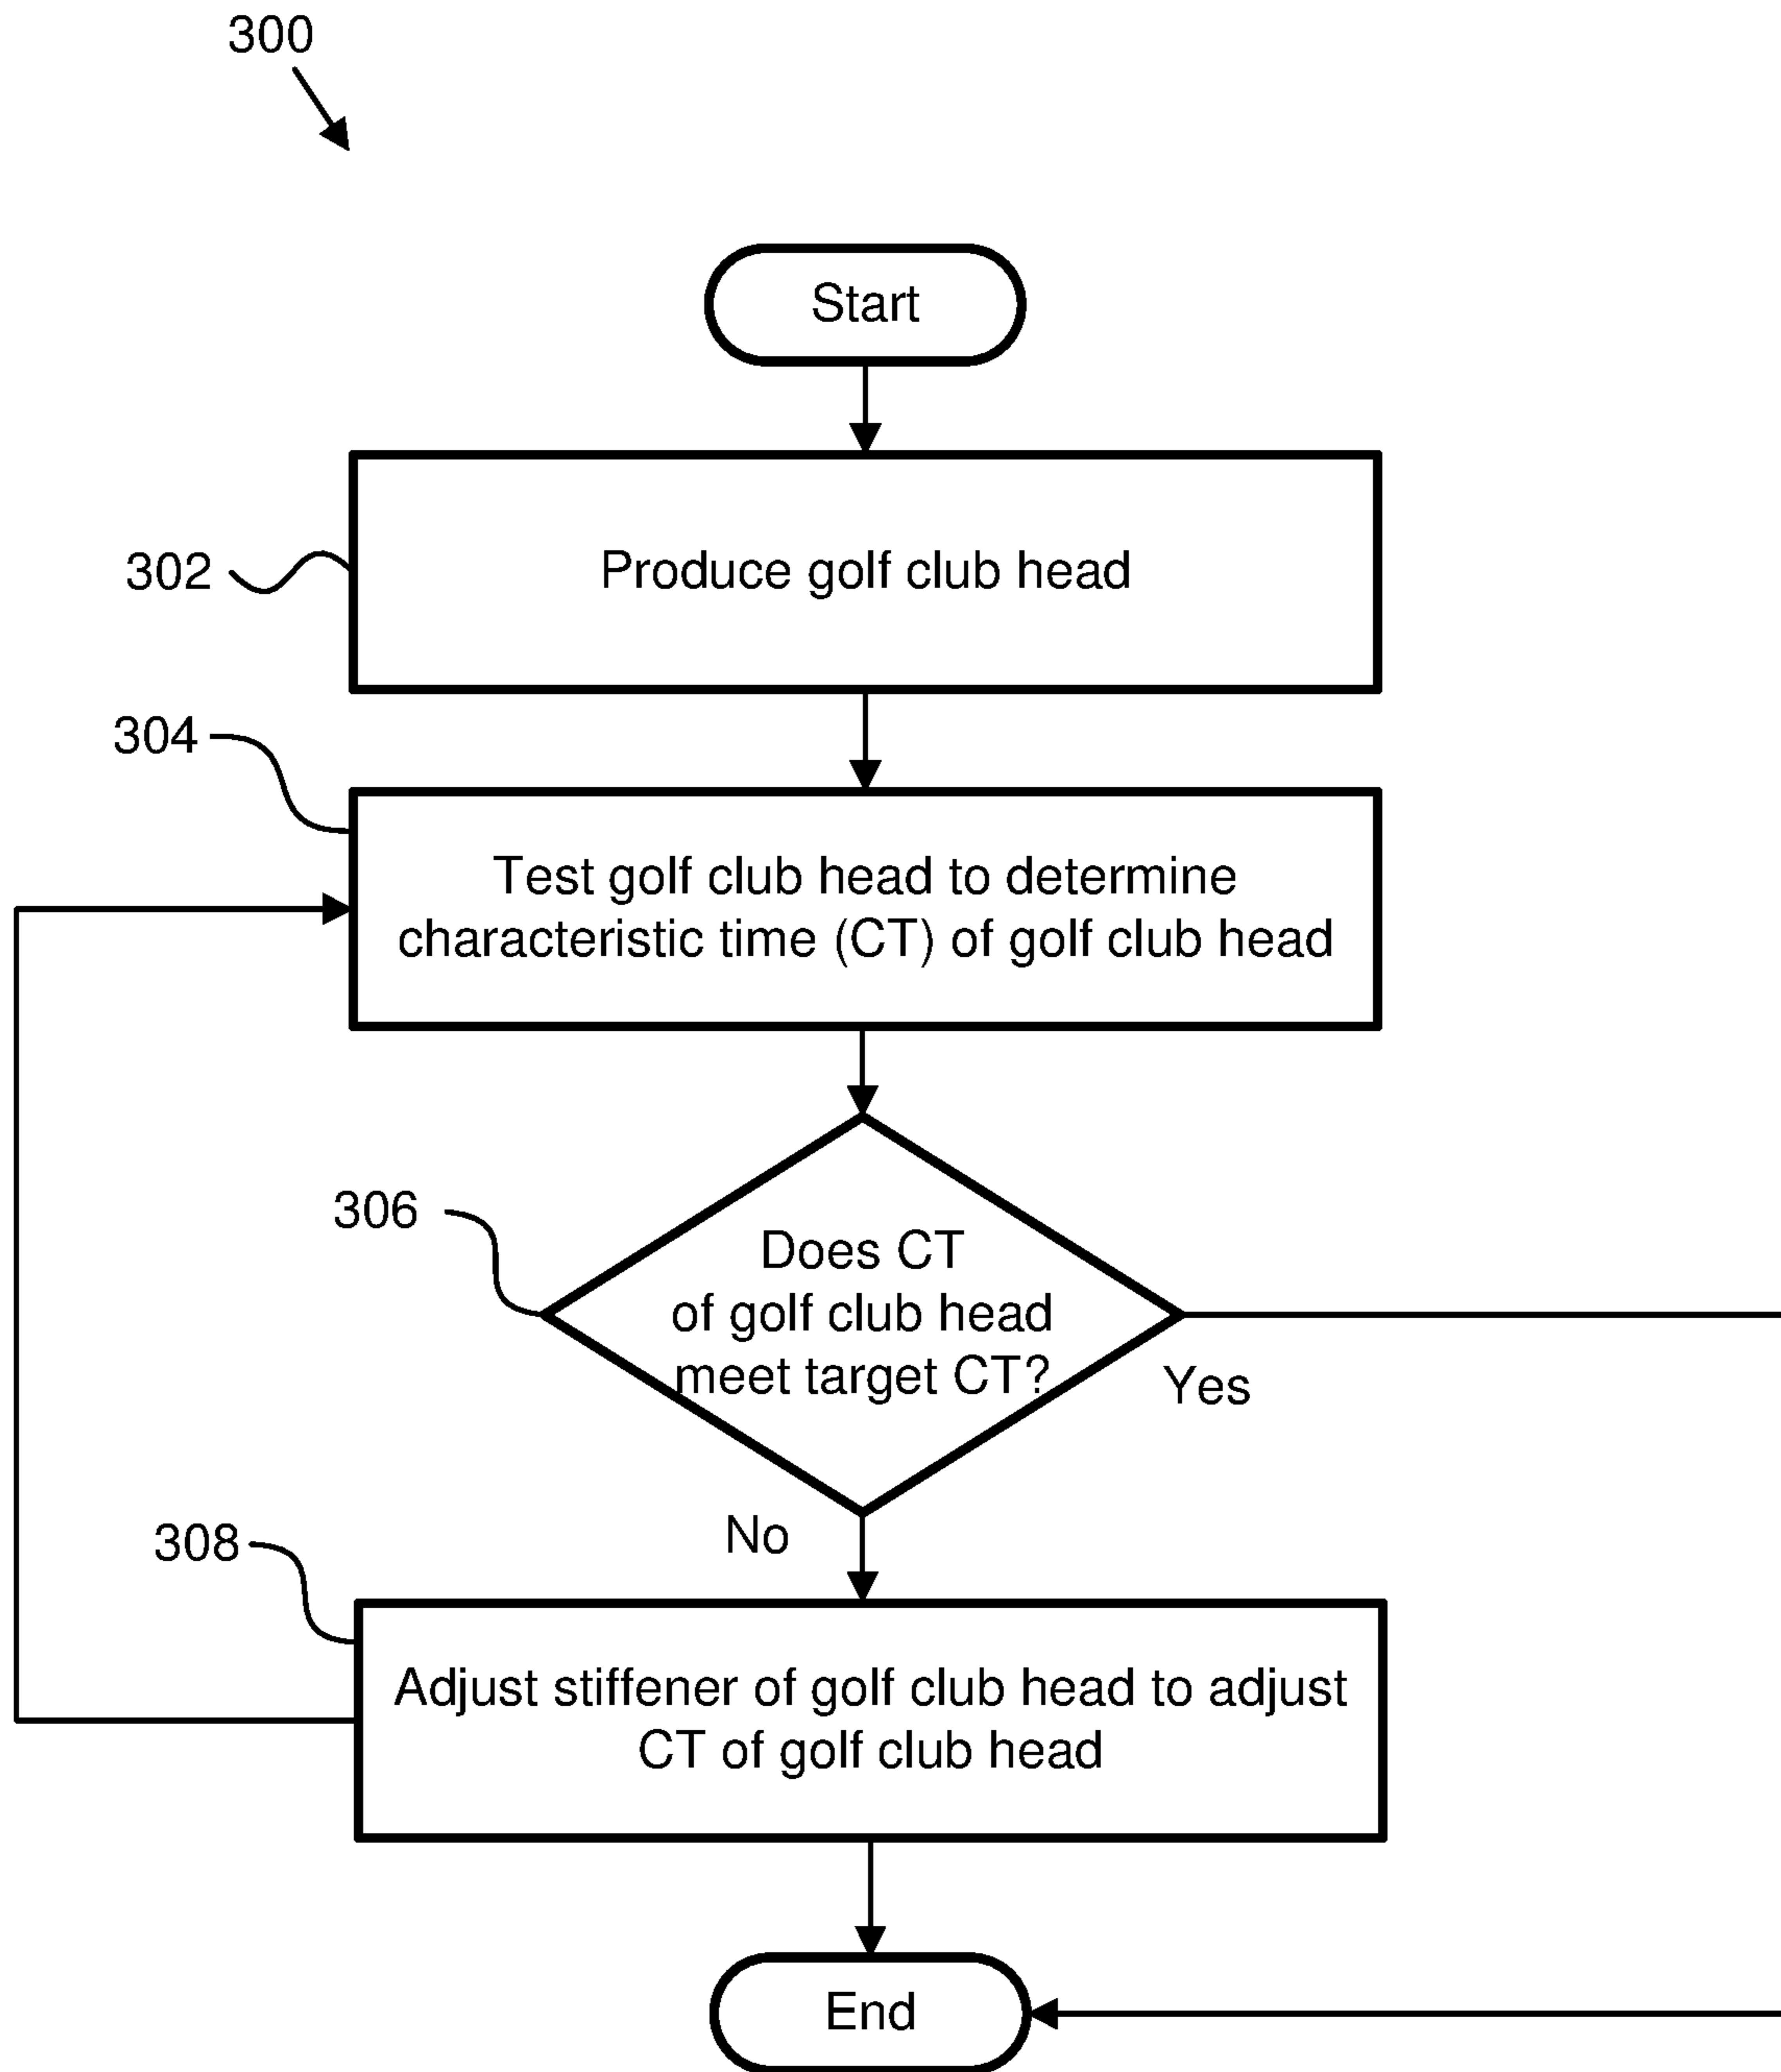 300
Start
302
Produce golf club head
304
Test golf club head to determine
characteristic time (CT) of golf club head
306
Does CT
of golf club head
meet target CT?
Yes
No
308
Adjust stiffener of golf club head to adjust
CT of golf club head
End